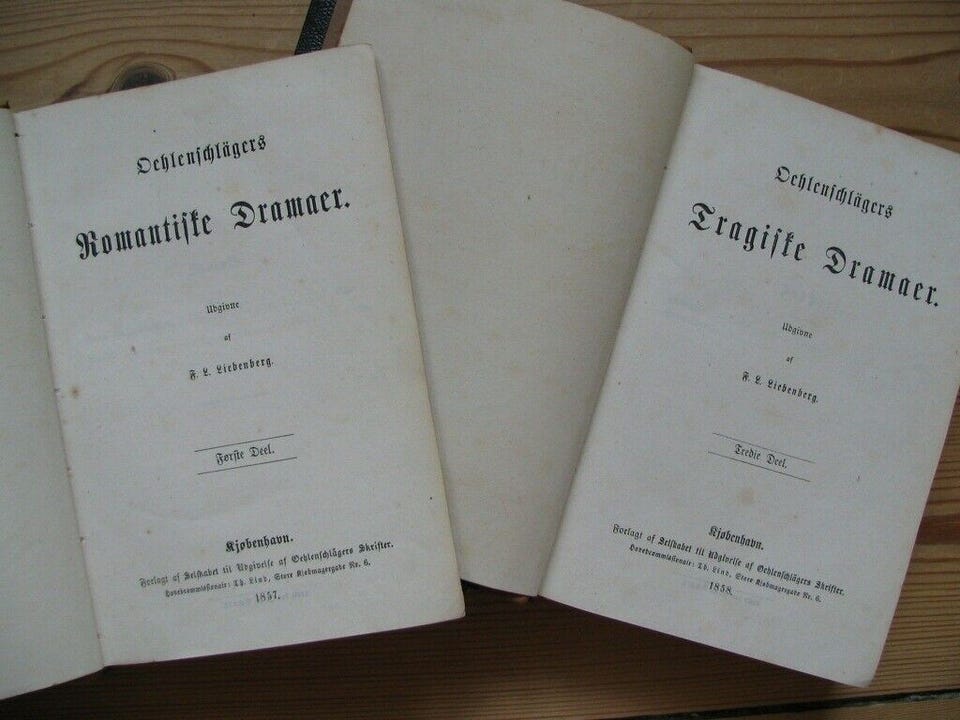 Oehlenschlägers
Romantiske Dramaer.
Udgivne
af
F. L. Liebenberg.
Første Deel.
Kjøbenhavn.
Forlagt af Selskabet til Udgivelse af Oehlenschlägers Skrifter.
Hovedcommissionair: Th. Lind, Store Kjøbmagergade Nr. 6.
1857.
Oehlenschlägers
Tragiske Dramaer.
Udgivne
af
F. L. Liebenberg.
Tredie Deel.
Kjøbenhavn.
Forlagt af Selskabet til Udgivelse af Oehlenschlägers Skrifter.
Hovedcommissionair: Th. Lind, Store Kjøbmagergade Nr. 6.
1858.